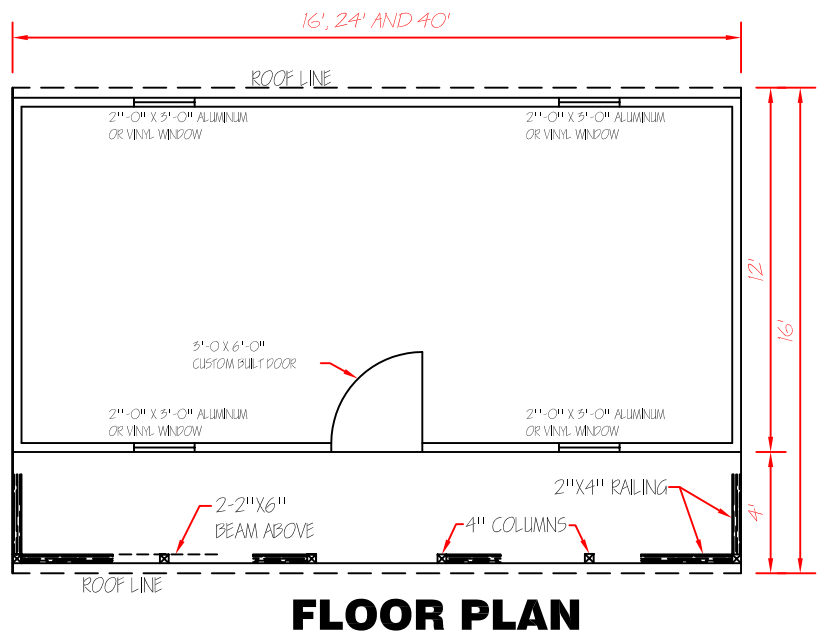 16', 24' AND 40'
ROOF LINE
2"-0" X 3'-0" ALUMINUM
OR VINYL WINDOW
2"-0" X 3'-0" ALUMINUM
OR VINYL WINDOW
12'
16'
3'-0 X 6'-0"
CUSTOM BUILT DOOR
2"-0" X 3'-0" ALUMINUM
OR VINYL WINDOW
2"-0" X 3'-0" ALUMINUM
OR VINYL WINDOW
2-2"X6"
BEAM ABOVE
4" COLUMNS
2"X4" RAILING
4'
ROOF LINE
FLOOR PLAN